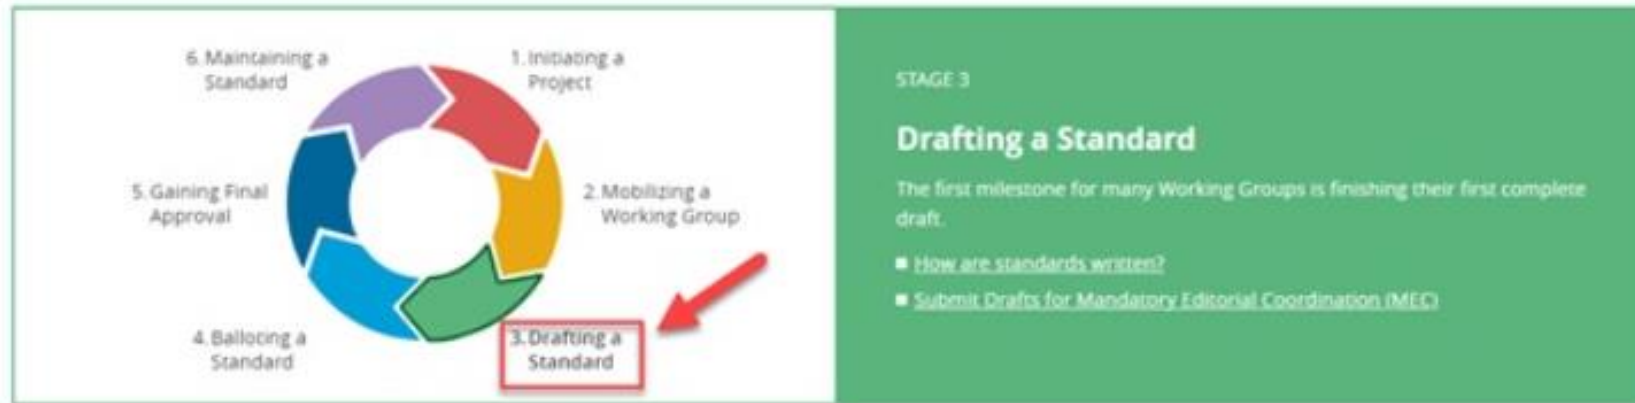 6. Maintaining a
Standard
1. Initiating a
Project
5. Gaining Final
Approval
2. Mobilizing a
Working Group
4. Balloting a
Standard
3. Drafting a
Standard
STAGE 3
Drafting a Standard
The first milestone for many Working Groups is finishing their first complete
draft.
How are standards written?
Submit Drafts for Mandatory Editorial Coordination (MEC)